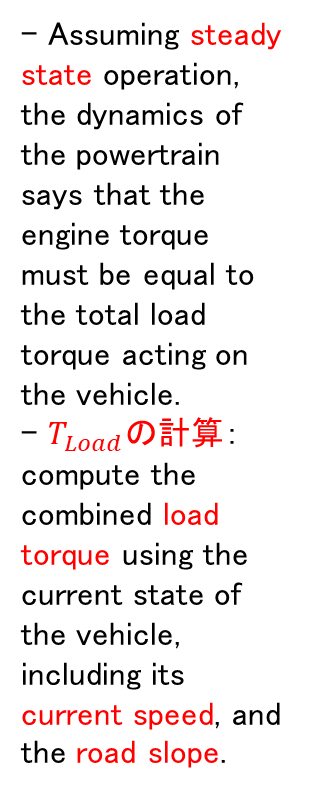 - Assuming steady
state operation,
the dynamics of
the powertrain
says that the
engine torque
must be equal to
the total load
torque acting on
the vehicle.
- T_Load の計算:
compute the
combined load
torque using the
current state of
the vehicle,
including its
current speed, and
the road slope.